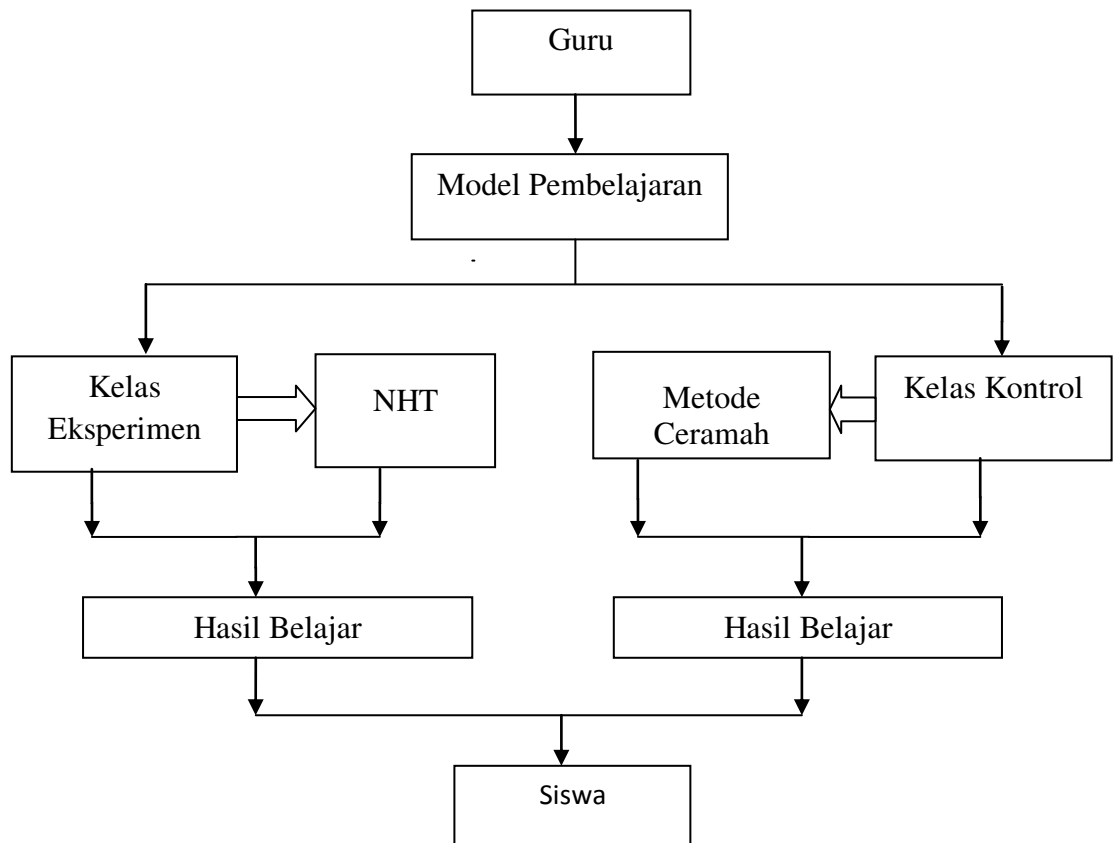 Guru
Model Pembelajaran
Kelas
Eksperimen
NHT
Metode
Ceramah
Kelas Kontrol
Hasil Belajar
Hasil Belajar
Siswa